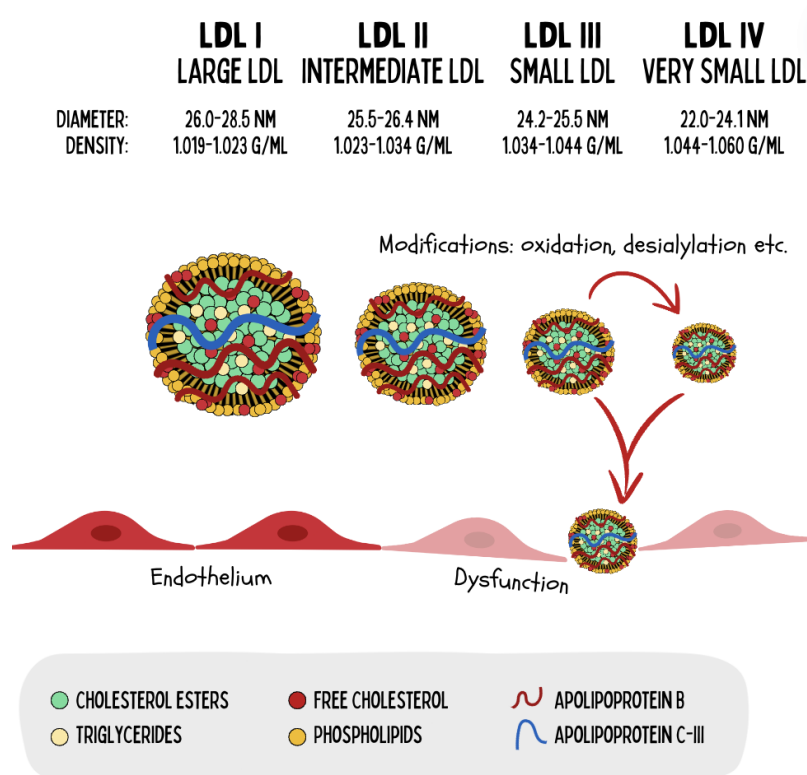 LDL I LDL II LDL III LDL IV
LARGE LDL INTERMEDIATE LDL SMALL LDL VERY SMALL LDL
DIAMETER: 26.0-28.5 NM 25.5-26.4 NM 24.2-25.5 NM 22.0-24.1 NM
DENSITY: 1.019-1.023 G/ML 1.023-1.034 G/ML 1.034-1.044 G/ML 1.044-1.060 G/ML
Modifications: oxidation, desialylation etc.
Endothelium Dysfunction
CHOLESTEROL ESTERS FREE CHOLESTEROL APOLIPOPROTEIN B
TRIGLYCERIDES PHOSPHOLIPIDS APOLIPOPROTEIN C-III